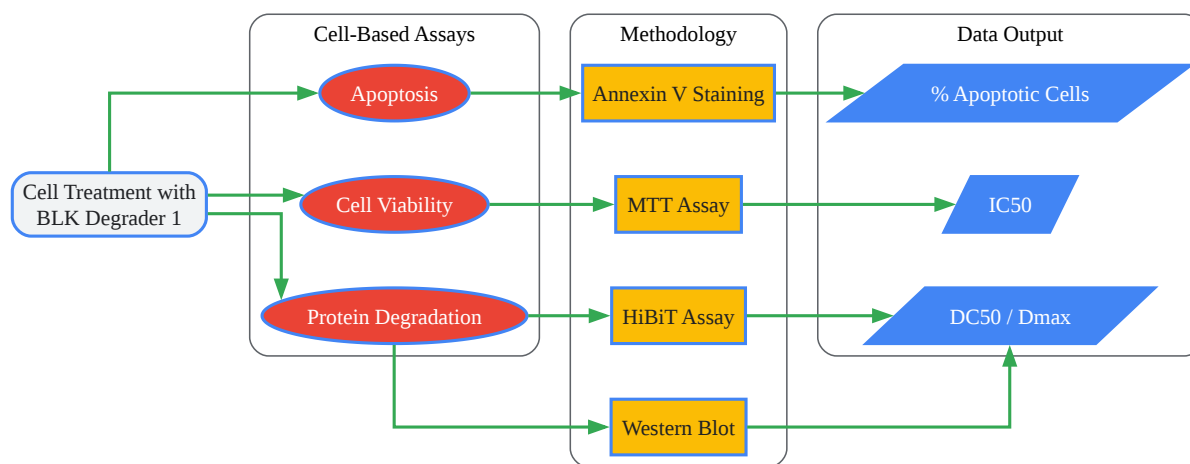 Cell-Based Assays
Methodology
Data Output
Apoptosis
Annexin V Staining
% Apoptotic Cells
Cell Treatment with
BLK Degrader 1
Cell Viability
MTT Assay
IC50
Protein Degradation
HiBiT Assay
DC50 / Dmax
Western Blot